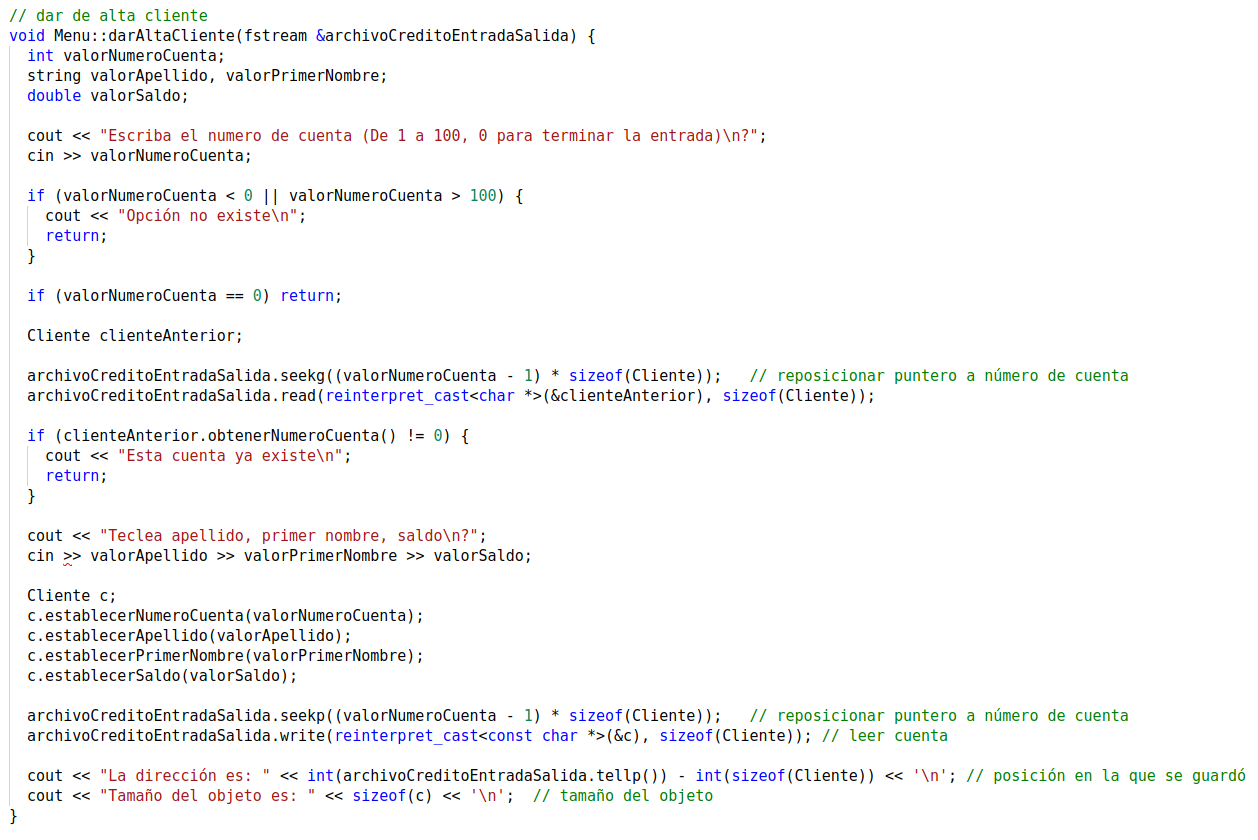 // dar de alta cliente
void Menu::darAltaCliente(fstream &archivoCreditoEntradaSalida) {
  int valorNumeroCuenta;
  string valorApellido, valorPrimerNombre;
  double valorSaldo;

  cout << "Escriba el numero de cuenta (De 1 a 100, 0 para terminar la entrada)\n?";
  cin >> valorNumeroCuenta;

  if (valorNumeroCuenta < 0 || valorNumeroCuenta > 100) {
    cout << "Opción no existe\n";
    return;
  }

  if (valorNumeroCuenta == 0) return;

  Cliente clienteAnterior;

  archivoCreditoEntradaSalida.seekg((valorNumeroCuenta - 1) * sizeof(Cliente));   // reposicionar puntero a número de cuenta
  archivoCreditoEntradaSalida.read(reinterpret_cast<char *>(&clienteAnterior), sizeof(Cliente));

  if (clienteAnterior.obtenerNumeroCuenta() != 0) {
    cout << "Esta cuenta ya existe\n";
    return;
  }

  cout << "Teclea apellido, primer nombre, saldo\n?";
  cin >> valorApellido >> valorPrimerNombre >> valorSaldo;

  Cliente c;
  c.establecerNumeroCuenta(valorNumeroCuenta);
  c.establecerApellido(valorApellido);
  c.establecerPrimerNombre(valorPrimerNombre);
  c.establecerSaldo(valorSaldo);

  archivoCreditoEntradaSalida.seekp((valorNumeroCuenta - 1) * sizeof(Cliente));   // reposicionar puntero a número de cuenta
  archivoCreditoEntradaSalida.write(reinterpret_cast<const char *>(&c), sizeof(Cliente)); // leer cuenta

  cout << "La dirección es: " << int(archivoCreditoEntradaSalida.tellp()) - int(sizeof(Cliente)) << '\n'; // posición en la que se guardó
  cout << "Tamaño del objeto es: " << sizeof(c) << '\n';  // tamaño del objeto
}